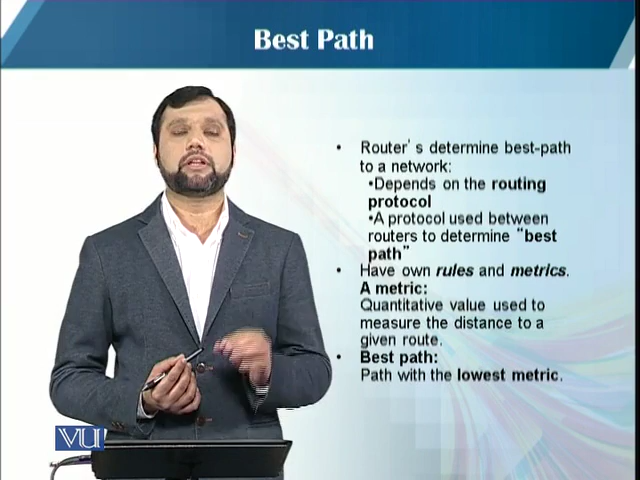 Best Path
• Router's determine best-path
to a network:
•Depends on the routing
protocol
•A protocol used between
routers to determine "best
path"
• Have own rules and metrics.
A metric:
Quantitative value used to
measure the distance to a
given route.
• Best path:
Path with the lowest metric.
VU